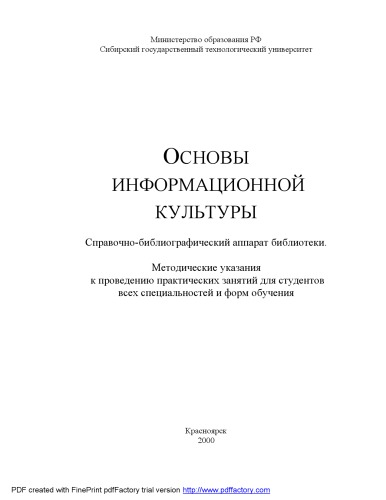 Министерство образования РФ
Сибирский государственный технологический университет
ОСНОВЫ
ИНФОРМАЦИОННОЙ
КУЛЬТУРЫ
Справочно-библиографический аппарат библиотеки.
Методические указания
к проведению практических занятий для студентов
всех специальностей и форм обучения
Красноярск
2000
PDF created with FinePrint pdfFactory trial version http://www.pdffactory.com